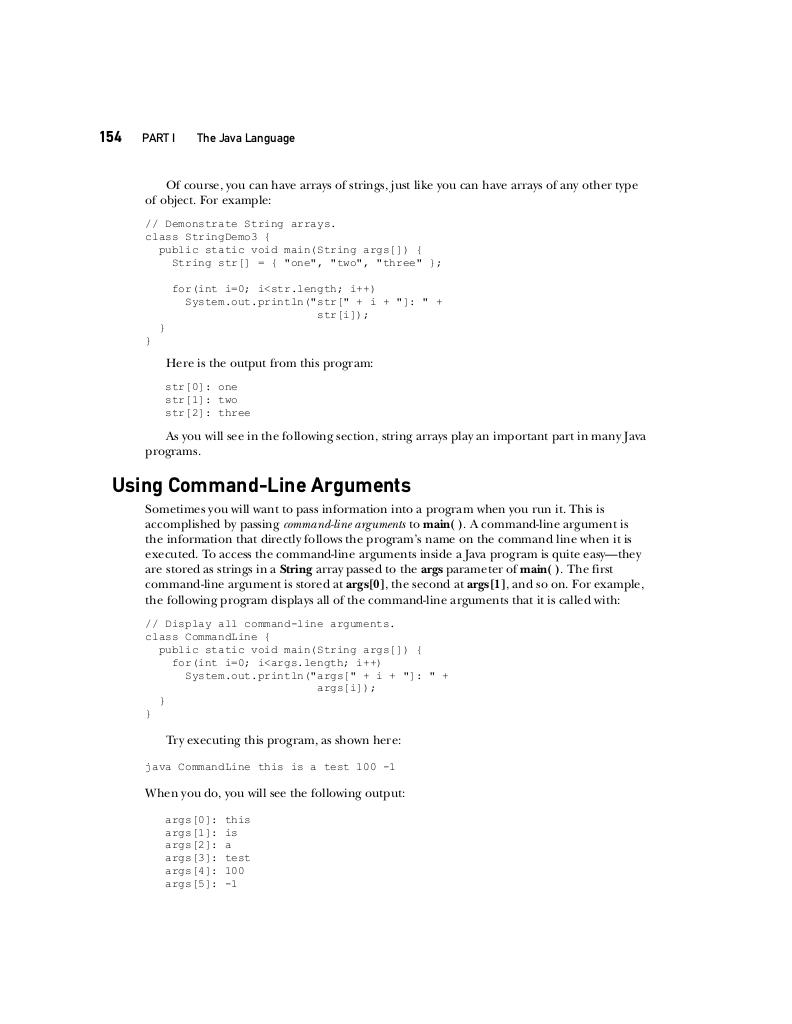 154 PART I The Java Language
Of course, you can have arrays of strings, just like you can have arrays of any other type
of object. For example:
// Demonstrate String arrays.
class StringDemo3 {
  public static void main(String args[]) {
    String str[] = { "one", "two", "three" };

    for(int i=0; i<str.length; i++)
      System.out.println("str[" + i + "]: " +
                          str[i]);
  }
}
Here is the output from this program:
str[0]: one
str[1]: two
str[2]: three
As you will see in the following section, string arrays play an important part in many Java
programs.
Using Command-Line Arguments
Sometimes you will want to pass information into a program when you run it. This is
accomplished by passing command-line arguments to main( ). A command-line argument is
the information that directly follows the program's name on the command line when it is
executed. To access the command-line arguments inside a Java program is quite easy—they
are stored as strings in a String array passed to the args parameter of main( ). The first
command-line argument is stored at args[0], the second at args[1], and so on. For example,
the following program displays all of the command-line arguments that it is called with:
// Display all command-line arguments.
class CommandLine {
  public static void main(String args[]) {
    for(int i=0; i<args.length; i++)
      System.out.println("args[" + i + "]: " +
                          args[i]);
  }
}
Try executing this program, as shown here:
java CommandLine this is a test 100 -1
When you do, you will see the following output:
args[0]: this
args[1]: is
args[2]: a
args[3]: test
args[4]: 100
args[5]: -1